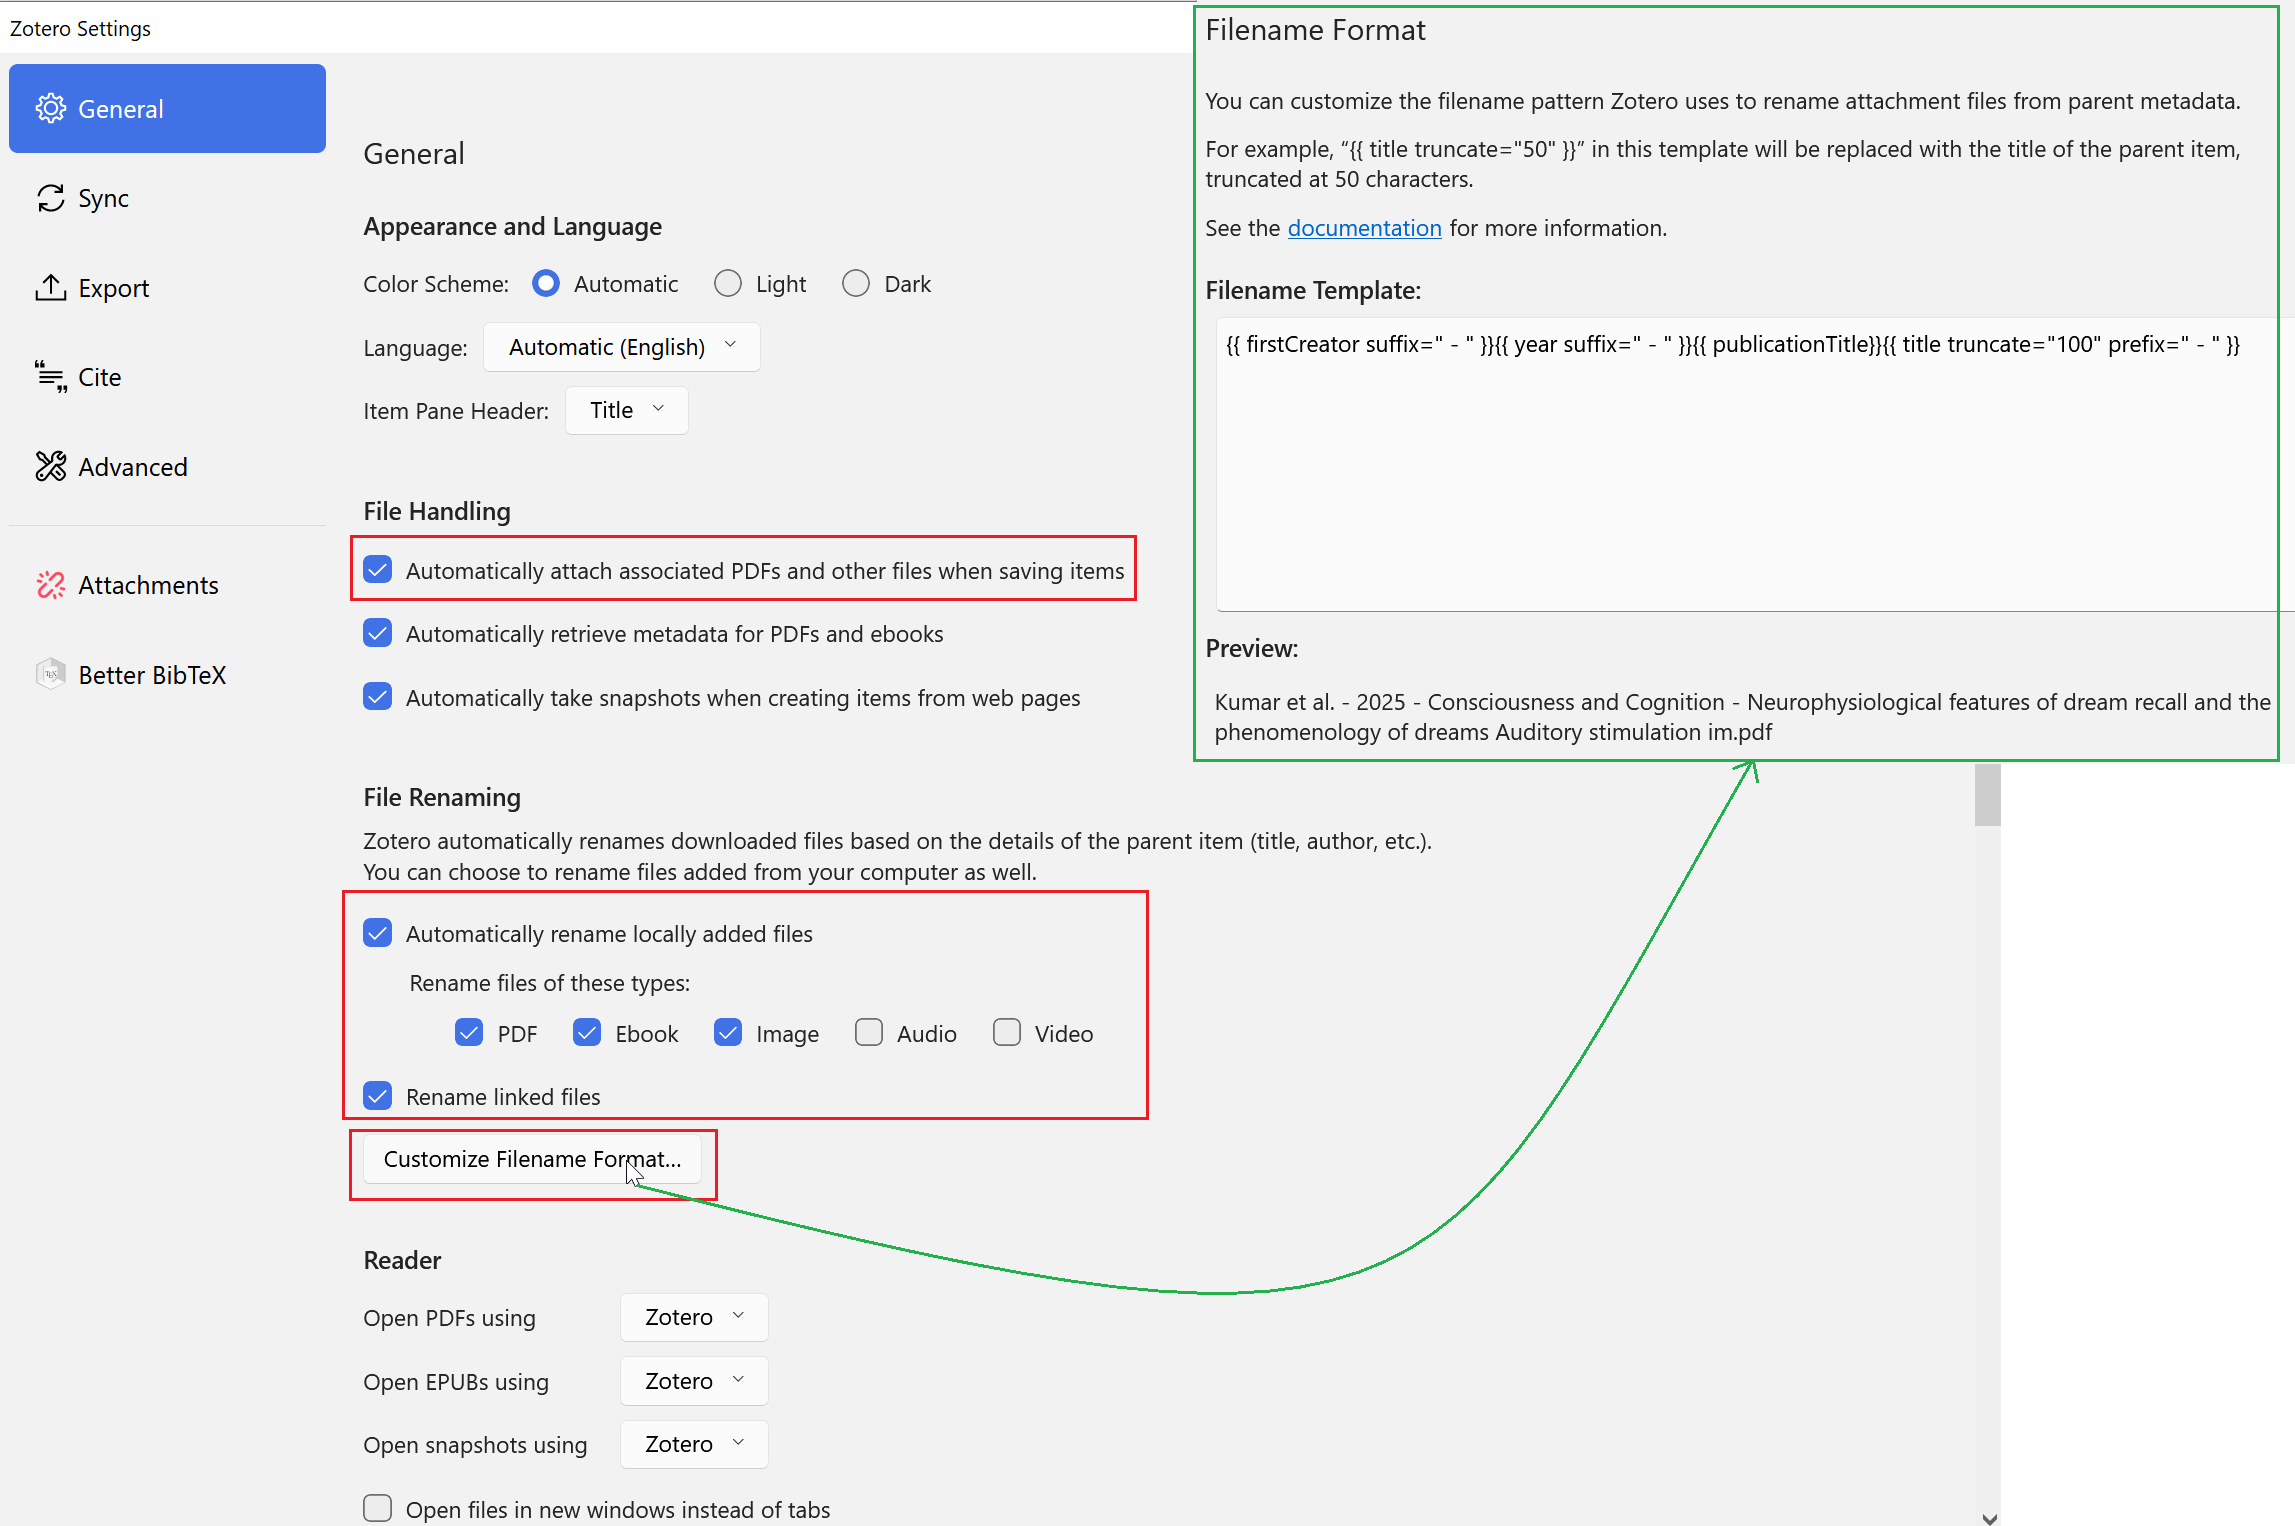 Zotero Settings
General
Sync
Export
Cite
Advanced
Attachments
Better BibTeX
General
Appearance and Language
Color Scheme: Automatic Light Dark
Language: Automatic (English)
Item Pane Header: Title
File Handling
Automatically attach associated PDFs and other files when saving items
Automatically retrieve metadata for PDFs and ebooks
Automatically take snapshots when creating items from web pages
File Renaming
Zotero automatically renames downloaded files based on the details of the parent item (title, author, etc.).
You can choose to rename files added from your computer as well.
Automatically rename locally added files
Rename files of these types:
PDF Ebook Image Audio Video
Rename linked files
Customize Filename Format...
Reader
Open PDFs using Zotero
Open EPUBs using Zotero
Open snapshots using Zotero
Open files in new windows instead of tabs
Filename Format
You can customize the filename pattern Zotero uses to rename attachment files from parent metadata.
For example, “{{ title truncate="50" }}” in this template will be replaced with the title of the parent item,
truncated at 50 characters.
See the documentation for more information.
Filename Template:
{{ firstCreator suffix=" - " }}{{ year suffix=" - " }}{{ publicationTitle}}{{ title truncate="100" prefix=" - " }}
Preview:
Kumar et al. - 2025 - Consciousness and Cognition - Neurophysiological features of dream recall and the
phenomenology of dreams Auditory stimulation im.pdf